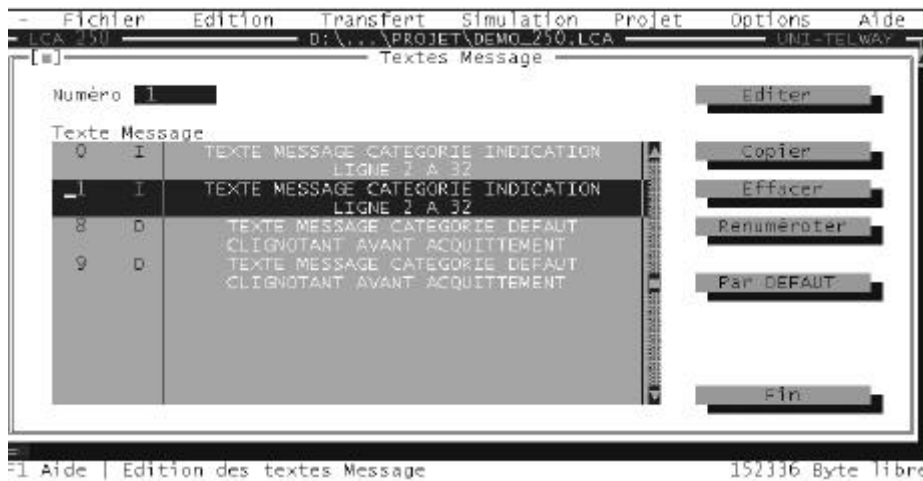 - Fichier Edition Transfert Simulation Projet Options Aide
LCA 250 D:\...\PROJET\DEMO_250.LCA UNI-TELWAY
Textes Message
Numéro 1
Editer
Texte Message
0 I TEXTE MESSAGE CATEGORIE INDICATION
LIGNE 2 A 32
Copier
1 I TEXTE MESSAGE CATEGORIE INDICATION
LIGNE 2 A 32
Effacer
8 D TEXTE MESSAGE CATEGORIE DEFAUT
CLIGNOTANT AVANT ACQUITTEMENT
Renuméroter
9 D TEXTE MESSAGE CATEGORIE DEFAUT
CLIGNOTANT AVANT ACQUITTEMENT
Par DEFAUT
Fin
F1 Aide | Edition des textes Message 152336 Byte libre